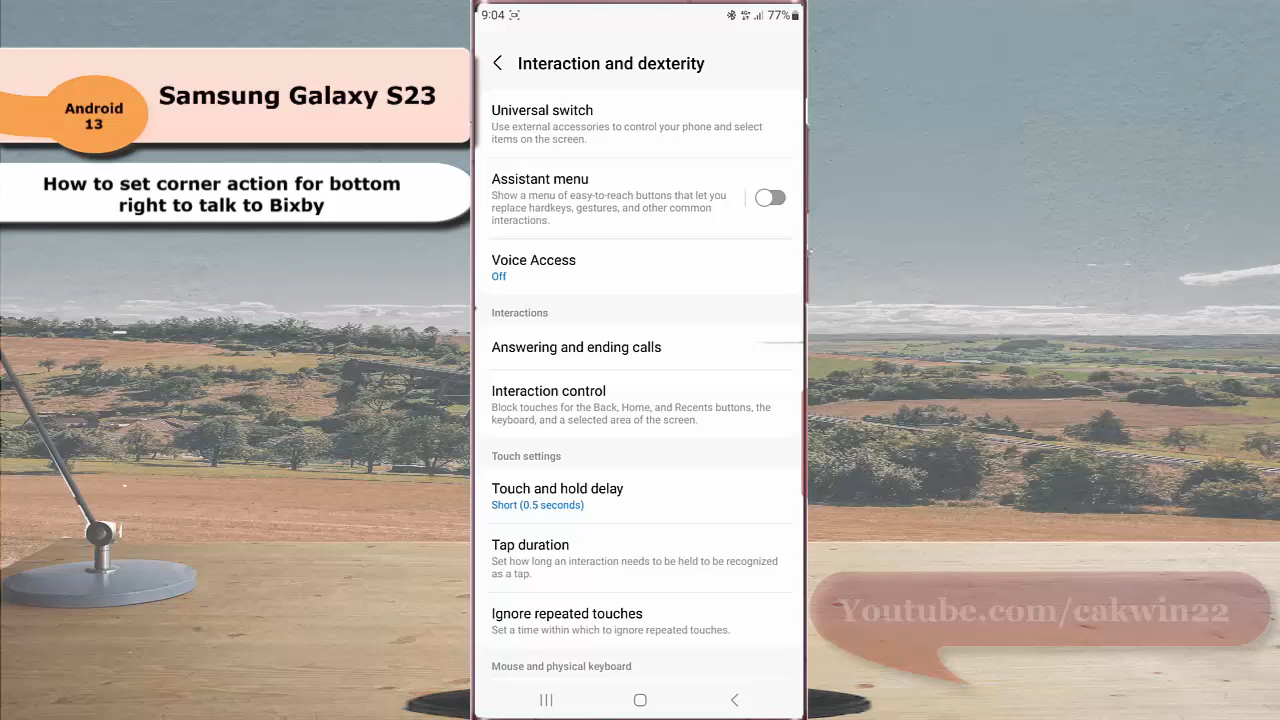 Samsung Galaxy S23
Android
13
How to set corner action for bottom
right to talk to Bixby
9:04
77%
Interaction and dexterity
Universal switch
Use external accessories to control your phone and select
items on the screen.
Assistant menu
Show a menu of easy-to-reach buttons that let you
replace hardkeys, gestures, and other common
interactions.
Voice Access
Off
Interactions
Answering and ending calls
Interaction control
Block touches for the Back, Home, and Recents buttons, the
keyboard, and a selected area of the screen.
Touch settings
Touch and hold delay
Short (0.5 seconds)
Tap duration
Set how long an interaction needs to be held to be recognized
as a tap.
Ignore repeated touches
Set a time within which to ignore repeated touches.
Mouse and physical keyboard
Youtube.com/cakwin22